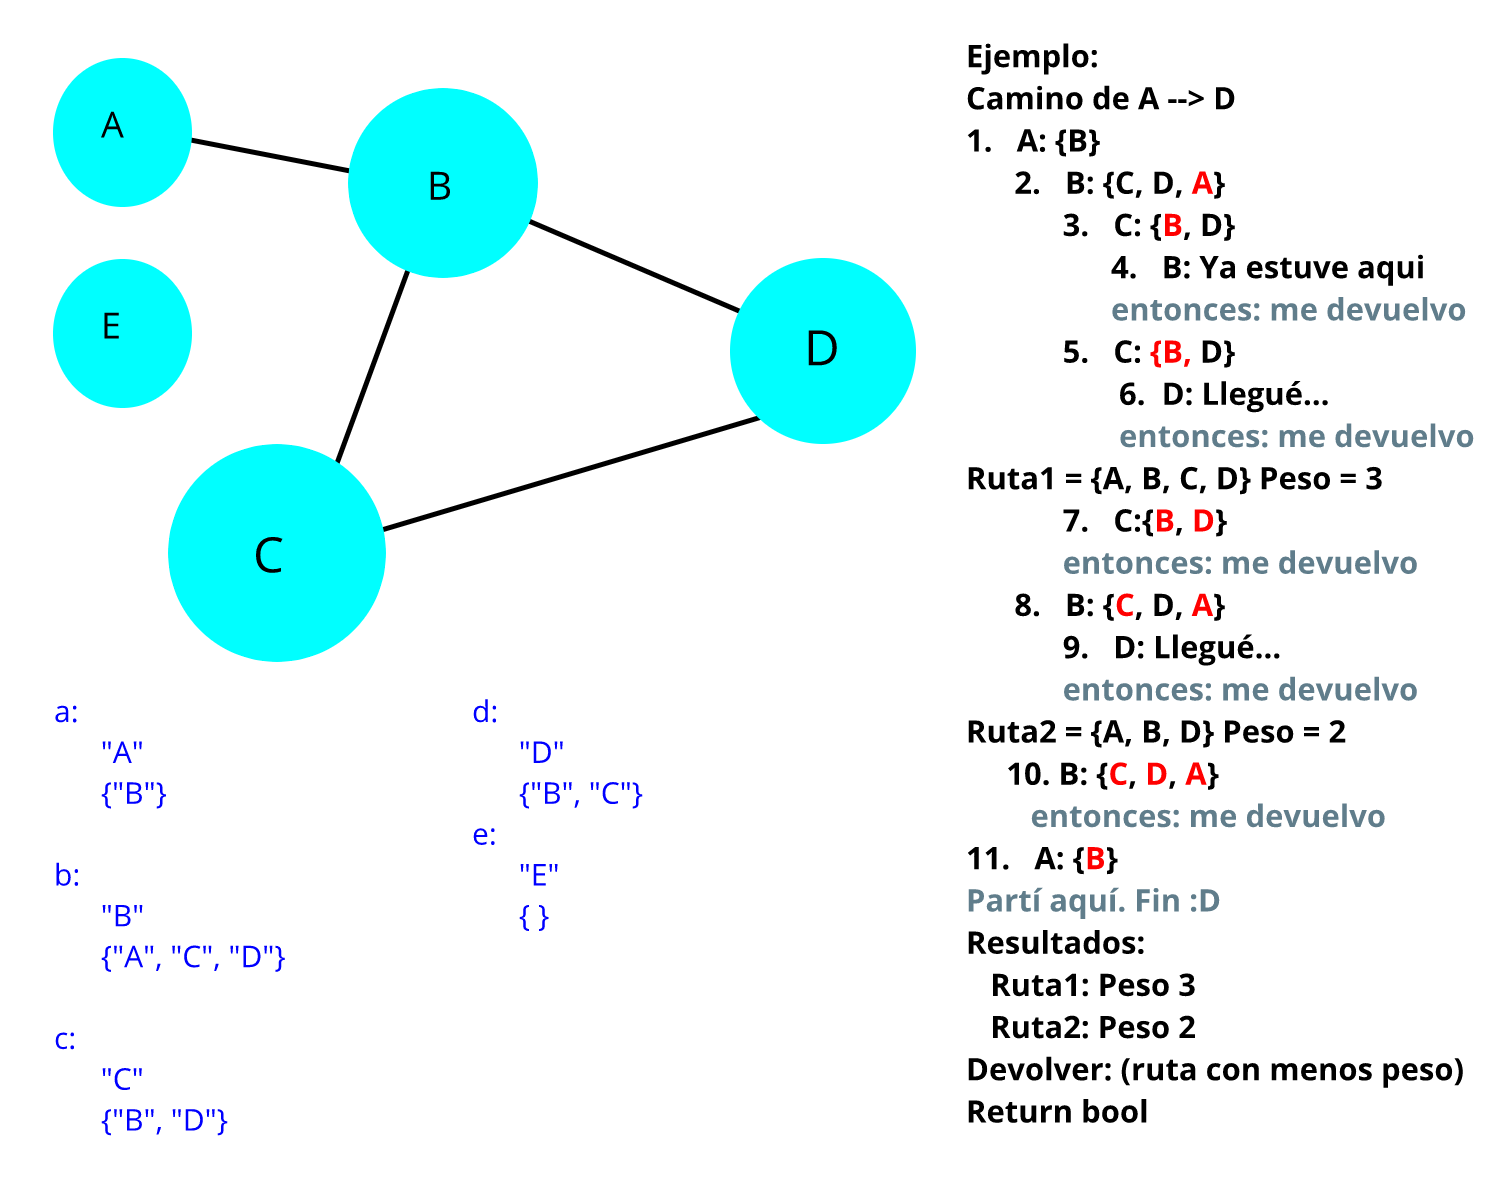 A
B
E
D
C
a:
"A"
{"B"}
b:
"B"
{"A", "C", "D"}
c:
"C"
{"B", "D"}
d:
"D"
{"B", "C"}
e:
"E"
{ }
Ejemplo:
Camino de A --> D
1. A: {B}
2. B: {C, D, A}
3. C: {B, D}
4. B: Ya estuve aqui
entonces: me devuelvo
5. C: {B, D}
6. D: Llegué...
entonces: me devuelvo
Ruta1 = {A, B, C, D} Peso = 3
7. C:{B, D}
entonces: me devuelvo
8. B: {C, D, A}
9. D: Llegué...
entonces: me devuelvo
Ruta2 = {A, B, D} Peso = 2
10. B: {C, D, A}
entonces: me devuelvo
11. A: {B}
Partí aquí. Fin :D
Resultados:
Ruta1: Peso 3
Ruta2: Peso 2
Devolver: (ruta con menos peso)
Return bool